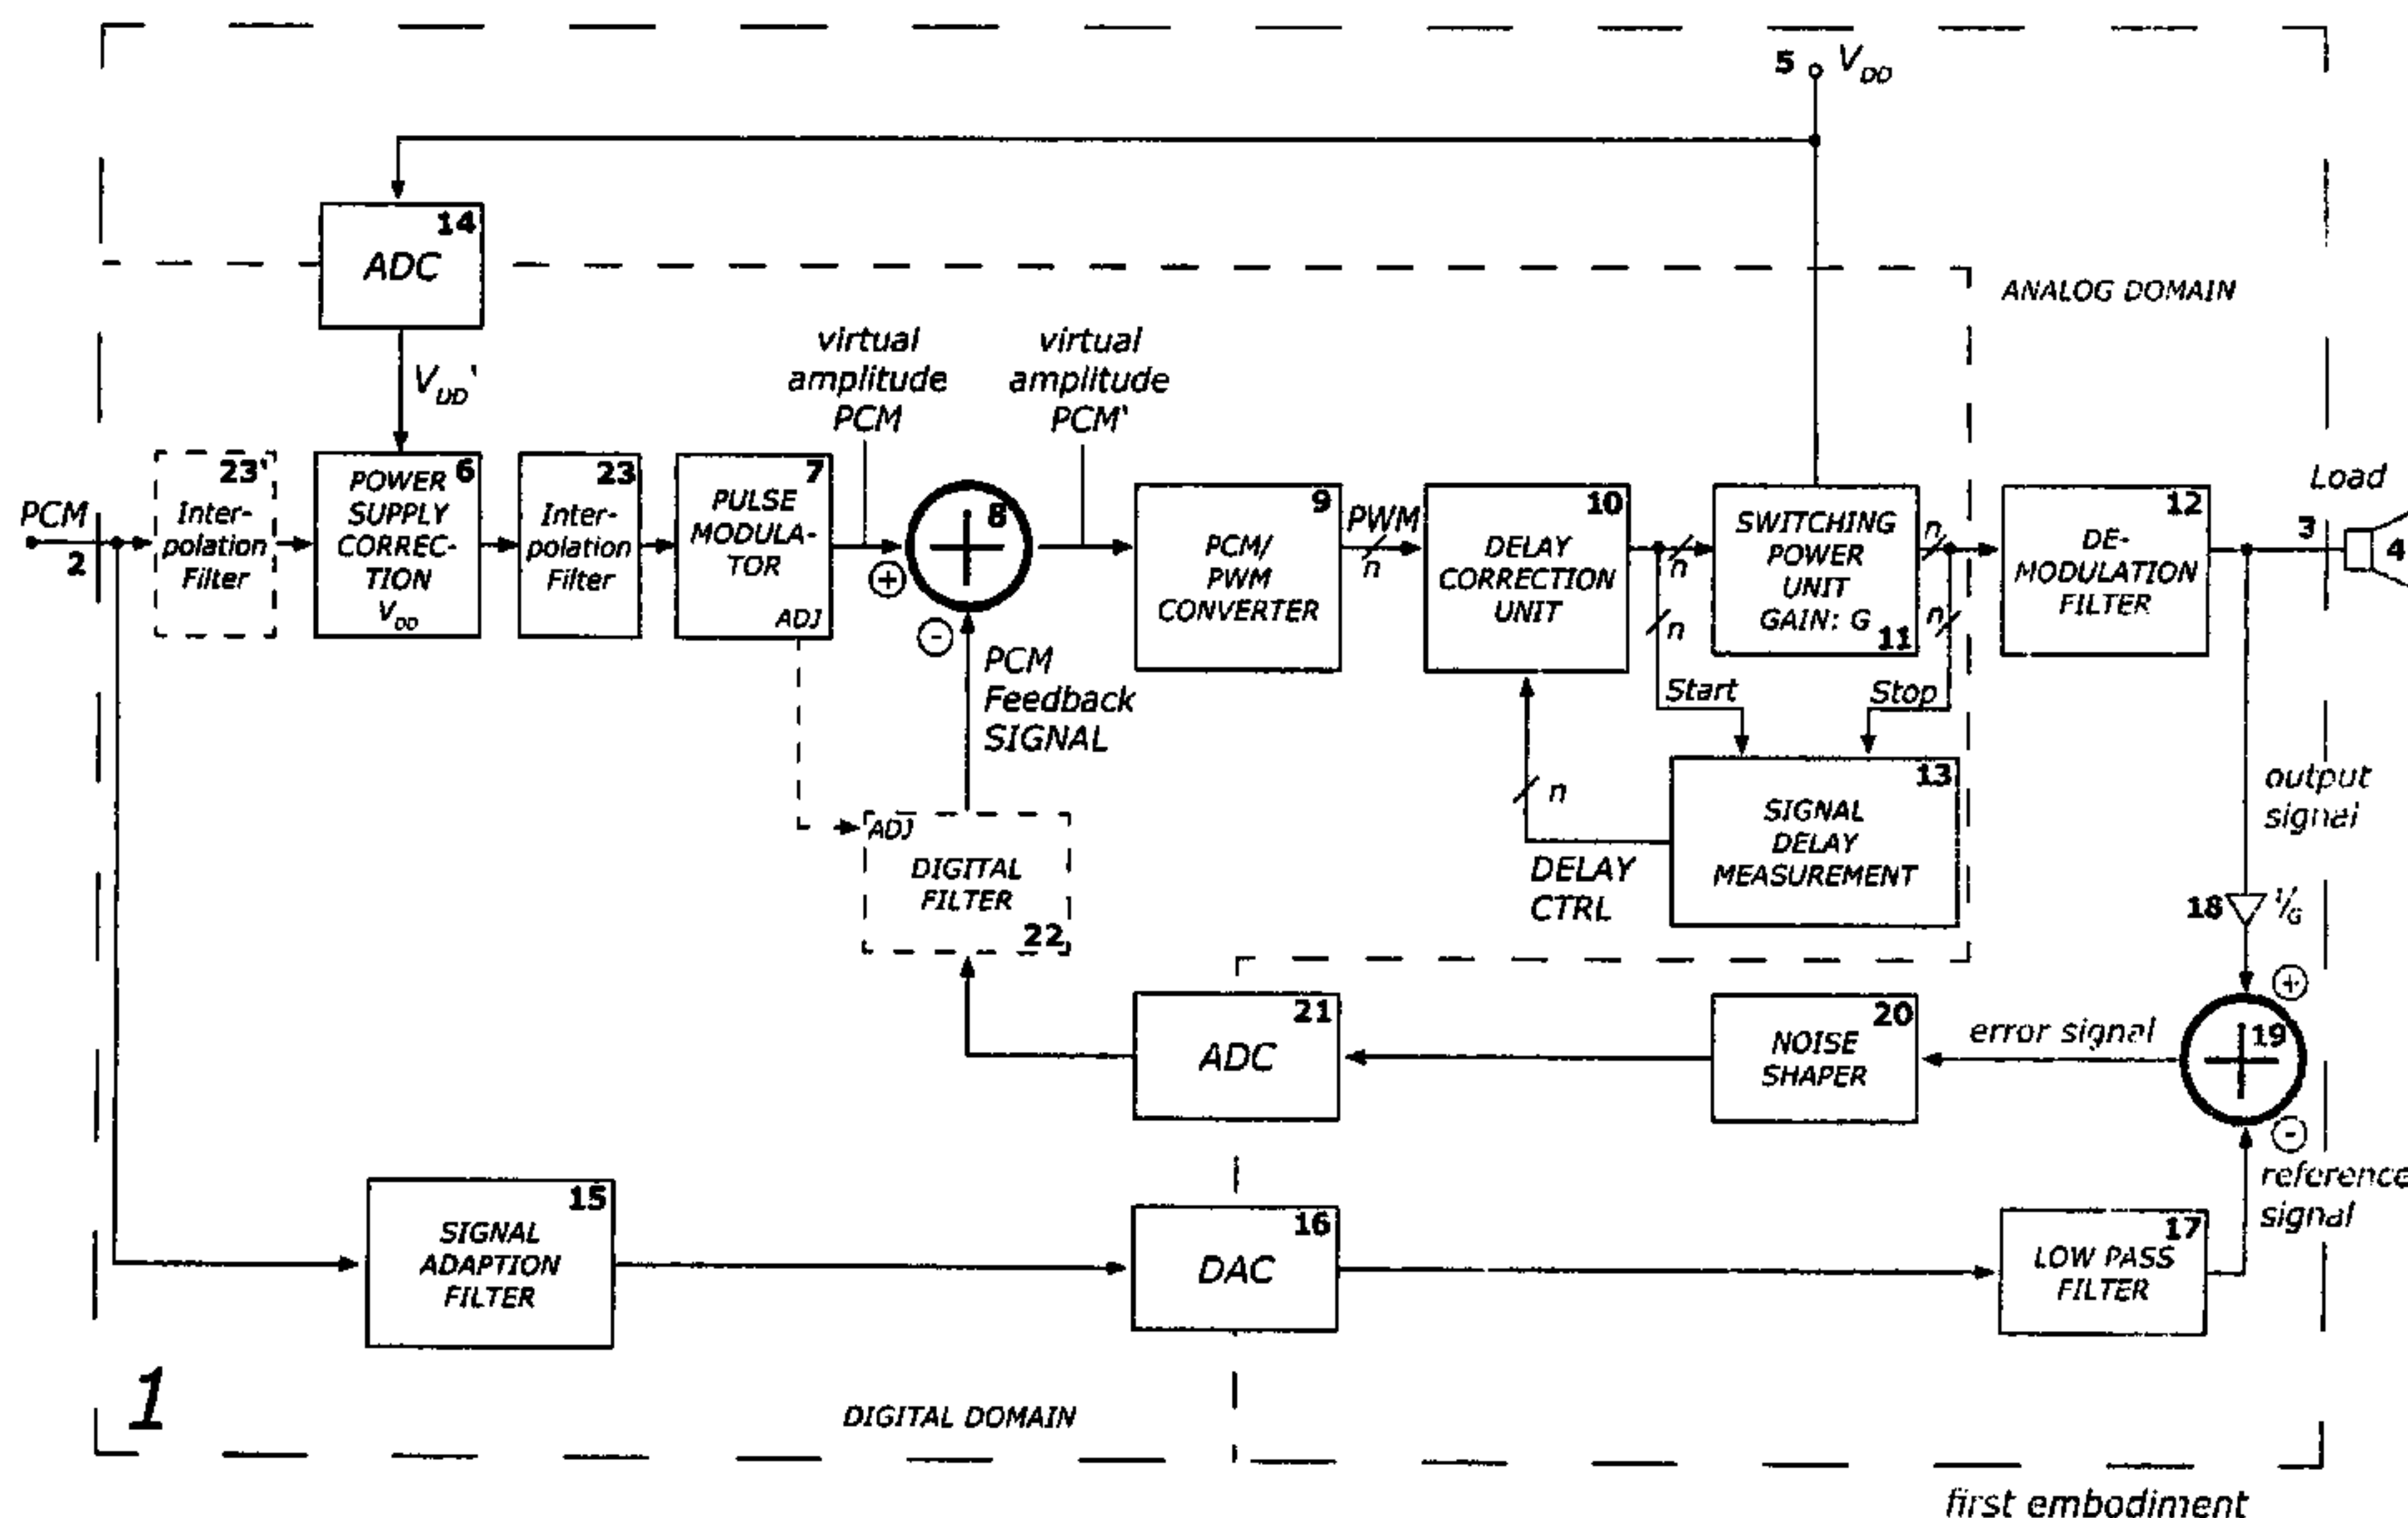 5 V_DD
14
ADC
ANALOG DOMAIN
V_DD'
virtual
amplitude
PCM
virtual
amplitude
PCM'
PCM
2
23'
Inter-
polation
Filter
6
POWER
SUPPLY
CORREC-
TION
V_DD
23
Inter-
polation
Filter
7
PULSE
MODULA-
TOR
ADJ
+
8
-
PCM
Feedback
SIGNAL
9
PCM/
PWM
CONVERTER
PWM
n
10
DELAY
CORRECTION
UNIT
n
n
SWITCHING
POWER
UNIT
GAIN: G
11
n
n
12
DE-
MODULATION
FILTER
Load
3
4
Start
Stop
13
SIGNAL
DELAY
MEASUREMENT
n
DELAY
CTRL
output
signal
ADJ
DIGITAL
FILTER
22
18 1/G
+
19
-
error signal
20
NOISE
SHAPER
21
ADC
reference
signal
15
SIGNAL
ADAPTION
FILTER
16
DAC
17
LOW PASS
FILTER
1
DIGITAL DOMAIN
first embodiment